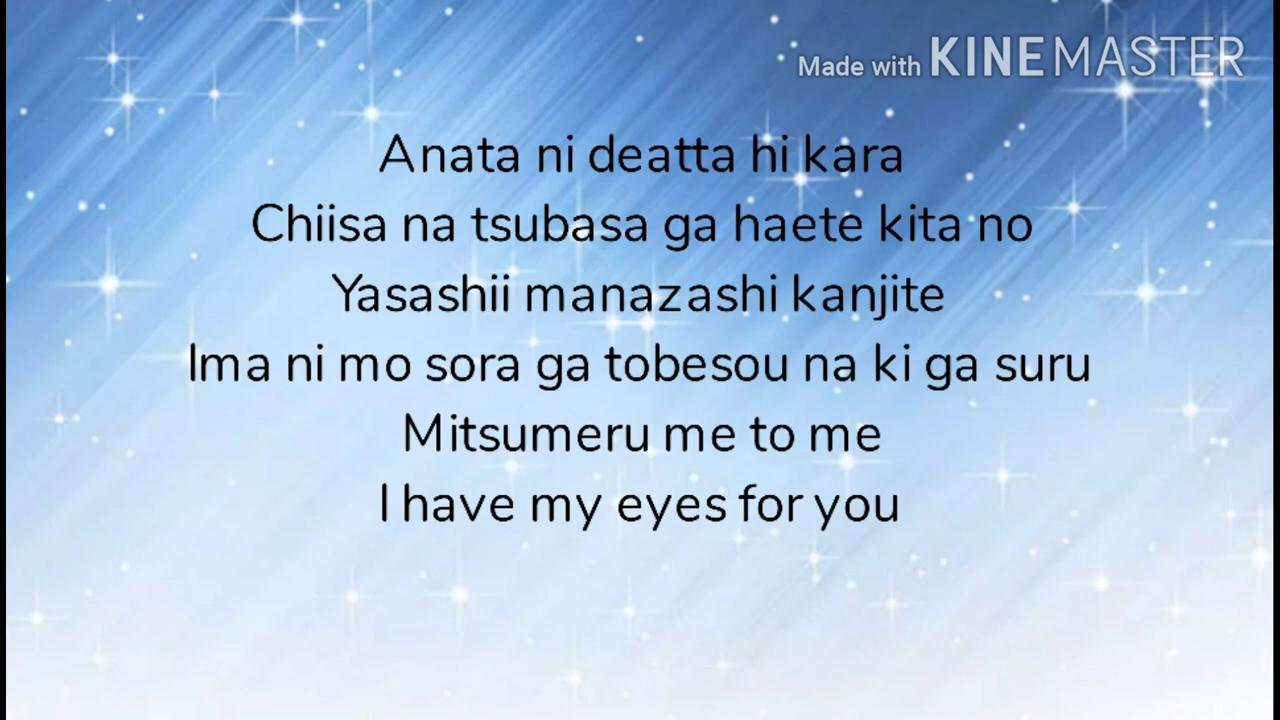 Made with KINEMASTER
Anata ni deatta hi kara
Chiisa na tsubasa ga haete kita no
Yasashii manazashi kanjite
Ima ni mo sora ga tobesou na ki ga suru
Mitsumeru me to me
I have my eyes for you